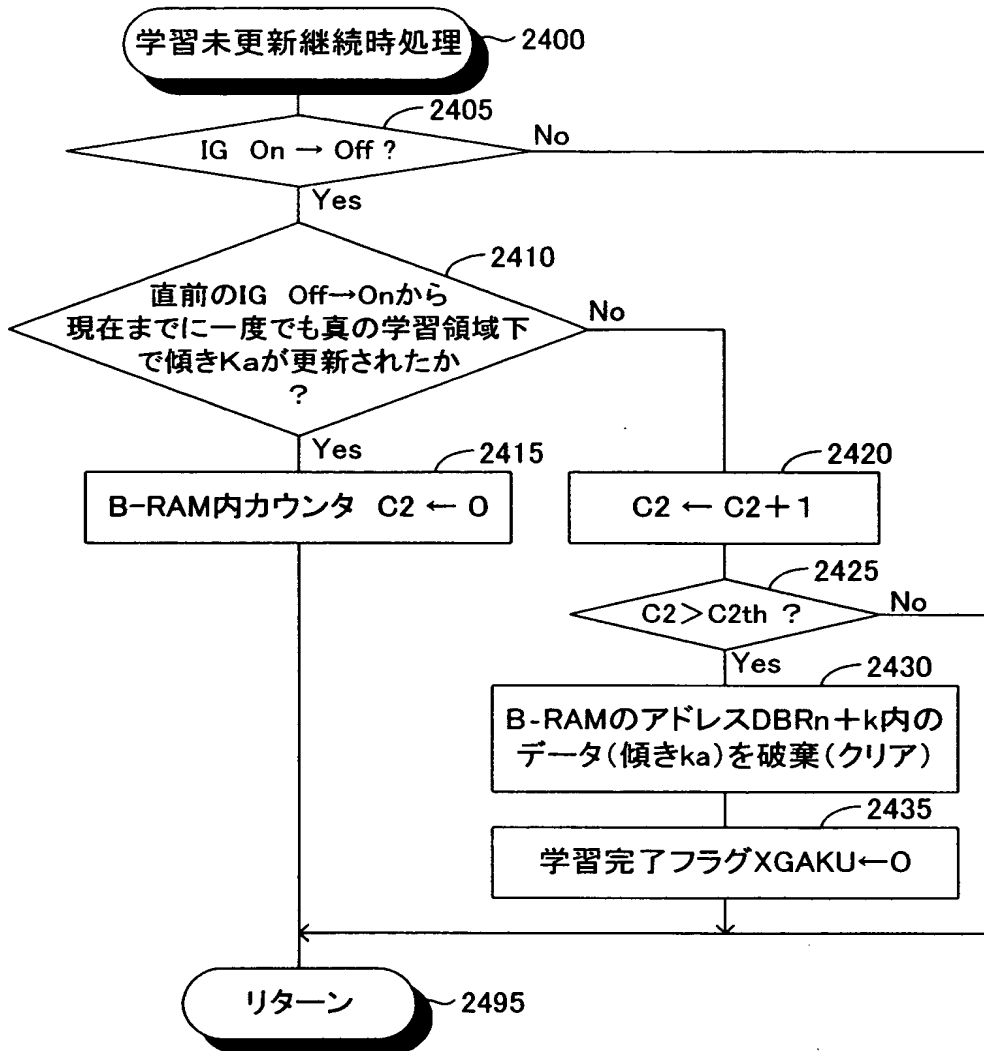 学習未更新継続時処理
2400
2405
IG On → Off ?
No
Yes
2410
直前のIG Off→Onから
現在までに一度でも真の学習領域下
で傾きKaが更新されたか
?
No
Yes
2415
B-RAM内カウンタ C2 ← 0
2420
C2 ← C2+1
2425
C2>C2th ?
No
Yes
2430
B-RAMのアドレスDBRn+k内の
データ(傾きka)を破棄(クリア)
2435
学習完了フラグXGAKU←0
リターン
2495